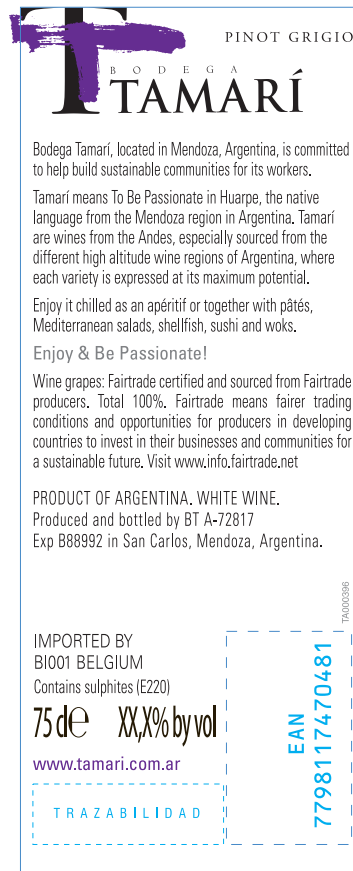 PINOT GRIGIO
T
BODEGA
TAMARÍ
Bodega Tamarí, located in Mendoza, Argentina, is committed
to help build sustainable communities for its workers.
Tamarí means To Be Passionate in Huarpe, the native
language from the Mendoza region in Argentina. Tamarí
are wines from the Andes, especially sourced from the
different high altitude wine regions of Argentina, where
each variety is expressed at its maximum potential.
Enjoy it chilled as an apéritif or together with pâtés,
Mediterranean salads, shellfish, sushi and woks.
Enjoy & Be Passionate!
Wine grapes: Fairtrade certified and sourced from Fairtrade
producers. Total 100%. Fairtrade means fairer trading
conditions and opportunities for producers in developing
countries to invest in their businesses and communities for
a sustainable future. Visit www.info.fairtrade.net
PRODUCT OF ARGENTINA. WHITE WINE.
Produced and bottled by BT A-72817
Exp B88992 in San Carlos, Mendoza, Argentina.
TA000396
IMPORTED BY
BI001 BELGIUM
Contains sulphites (E220)
75 cl ℮ XX,X% by vol
www.tamari.com.ar
TRAZABILIDAD
EAN
7798117470481